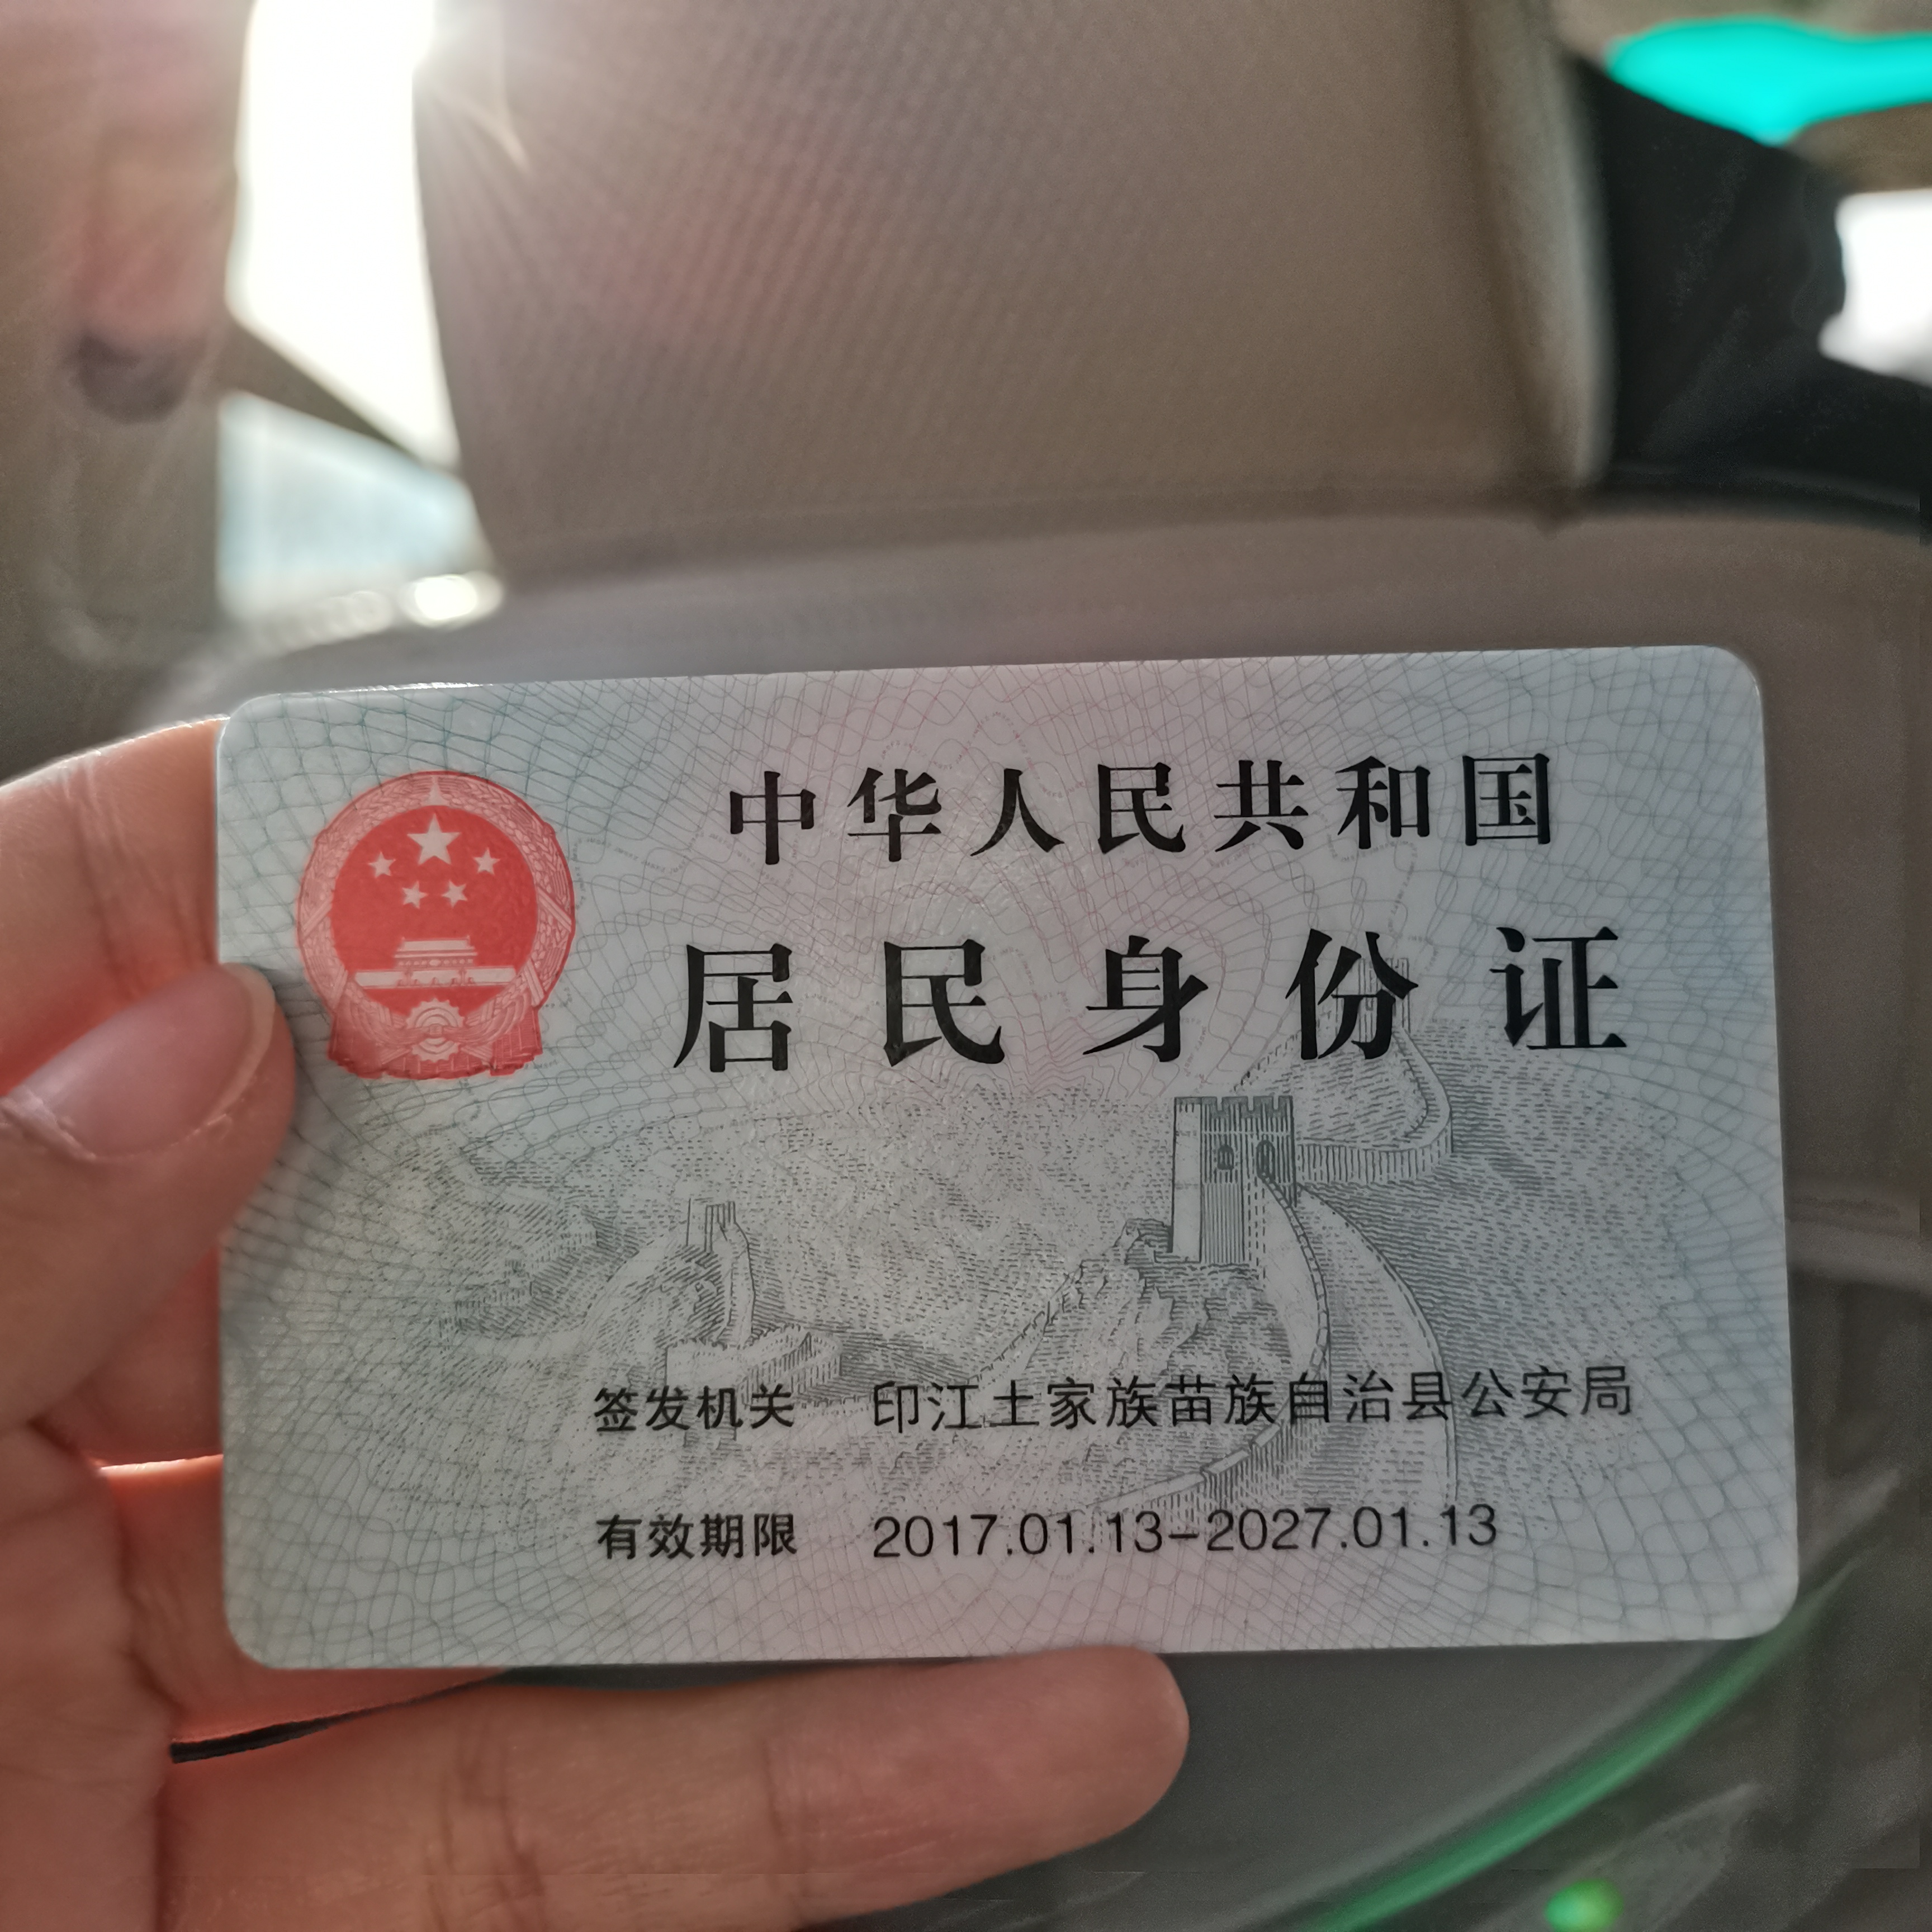 中华人民共和国
居民身份证
签发机关 印江土家族苗族自治县公安局
有效期限 2017.01.13-2027.01.13